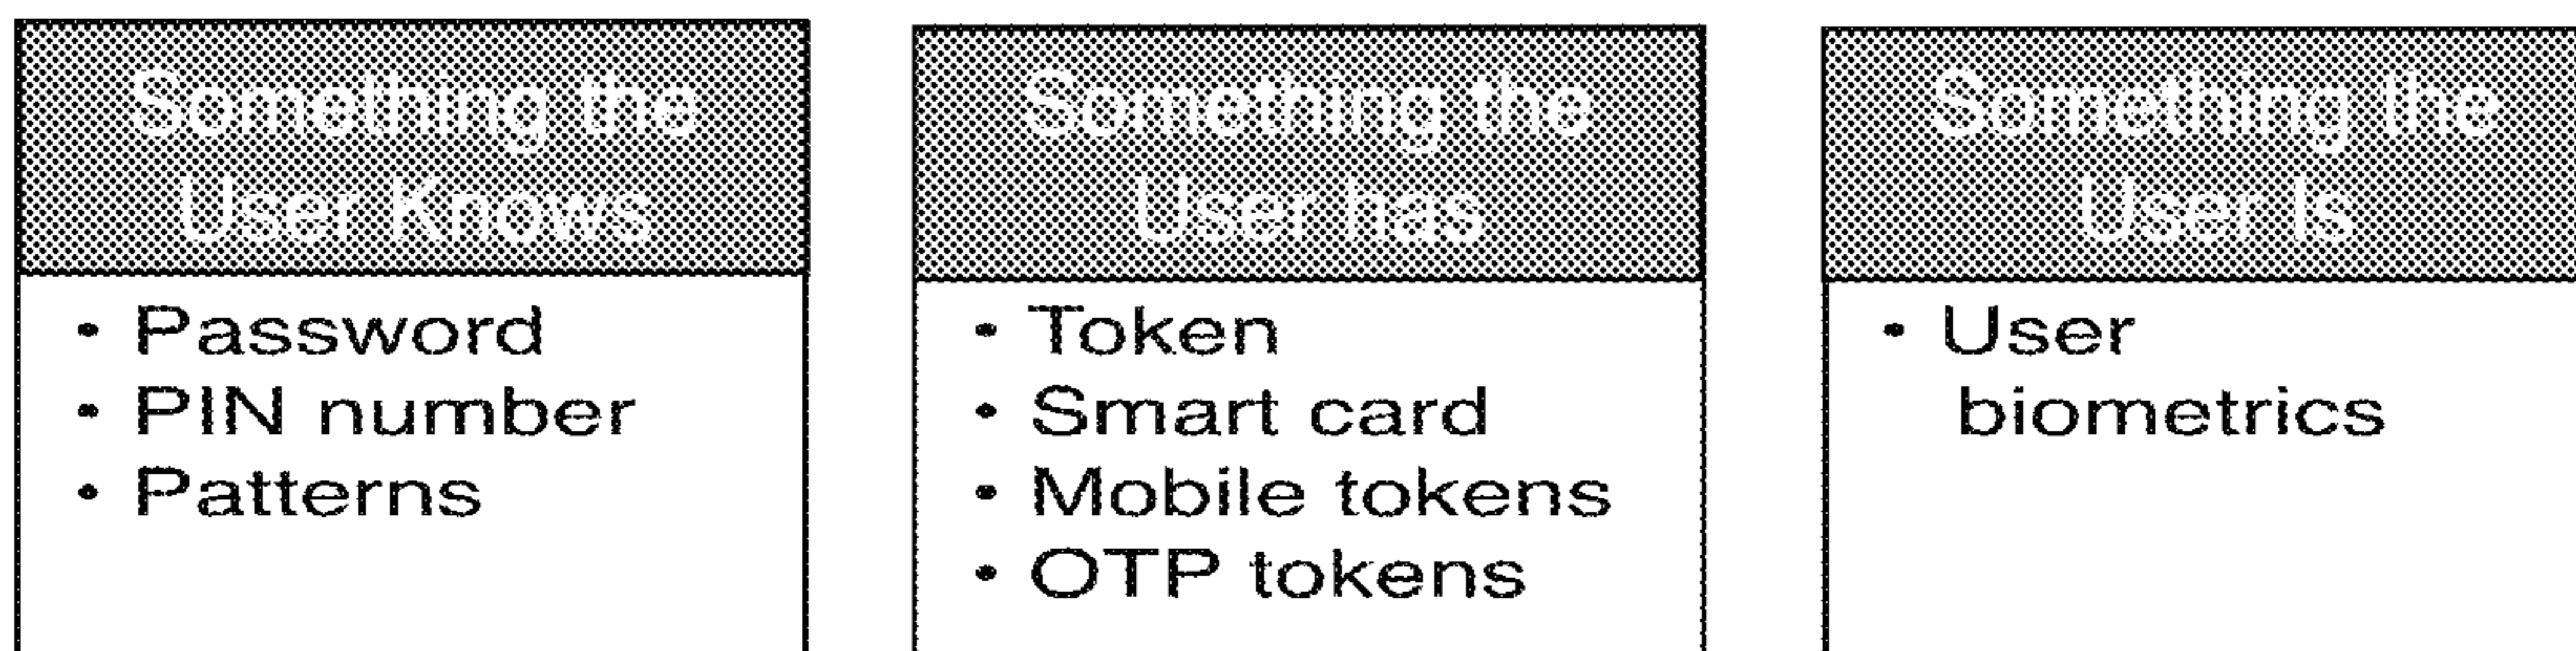 Something the
User Knows
• Password
• PIN number
• Patterns
Something the
User has
• Token
• Smart card
• Mobile tokens
• OTP tokens
Something the
User Is
• User
biometrics